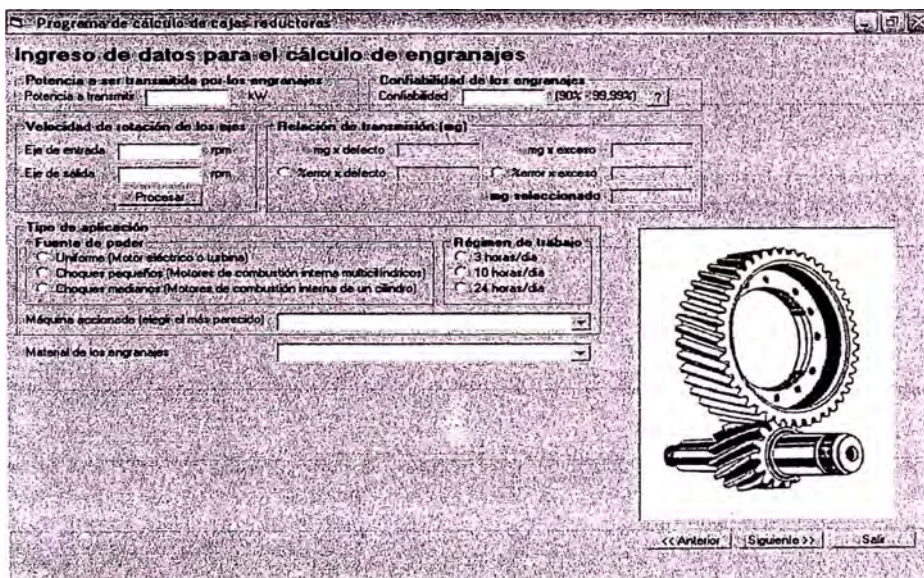 Programa de cálculo de cajas reductoras
Ingreso de datos para el cálculo de engranajes
Potencia a ser transmitida por los engranajes
Potencia a transmitir kW.
Confiabilidad de los engranajes
Confiabilidad (90% - 99,99%) ?
Velocidad de rotación de los ejes
Eje de entrada rpm
Eje de salida rpm
Procesar
Relación de transmisión (mg)
mg x defecto mg x exceso
%error x defecto %error x exceso
mg seleccionado
Tipo de aplicación
Fuente de poder
Uniforme (Motor eléctrico o turbina)
Choques pequeños (Motores de combustión interna multicilíndricos)
Choques medianos (Motores de combustión interna de un cilindro)
Régimen de trabajo
3 horas/dia
10 horas/dia
24 horas/dia
Máquina accionada (elegir el más parecido)
Material de los engranajes
<< Anterior Siguiente >> Salir